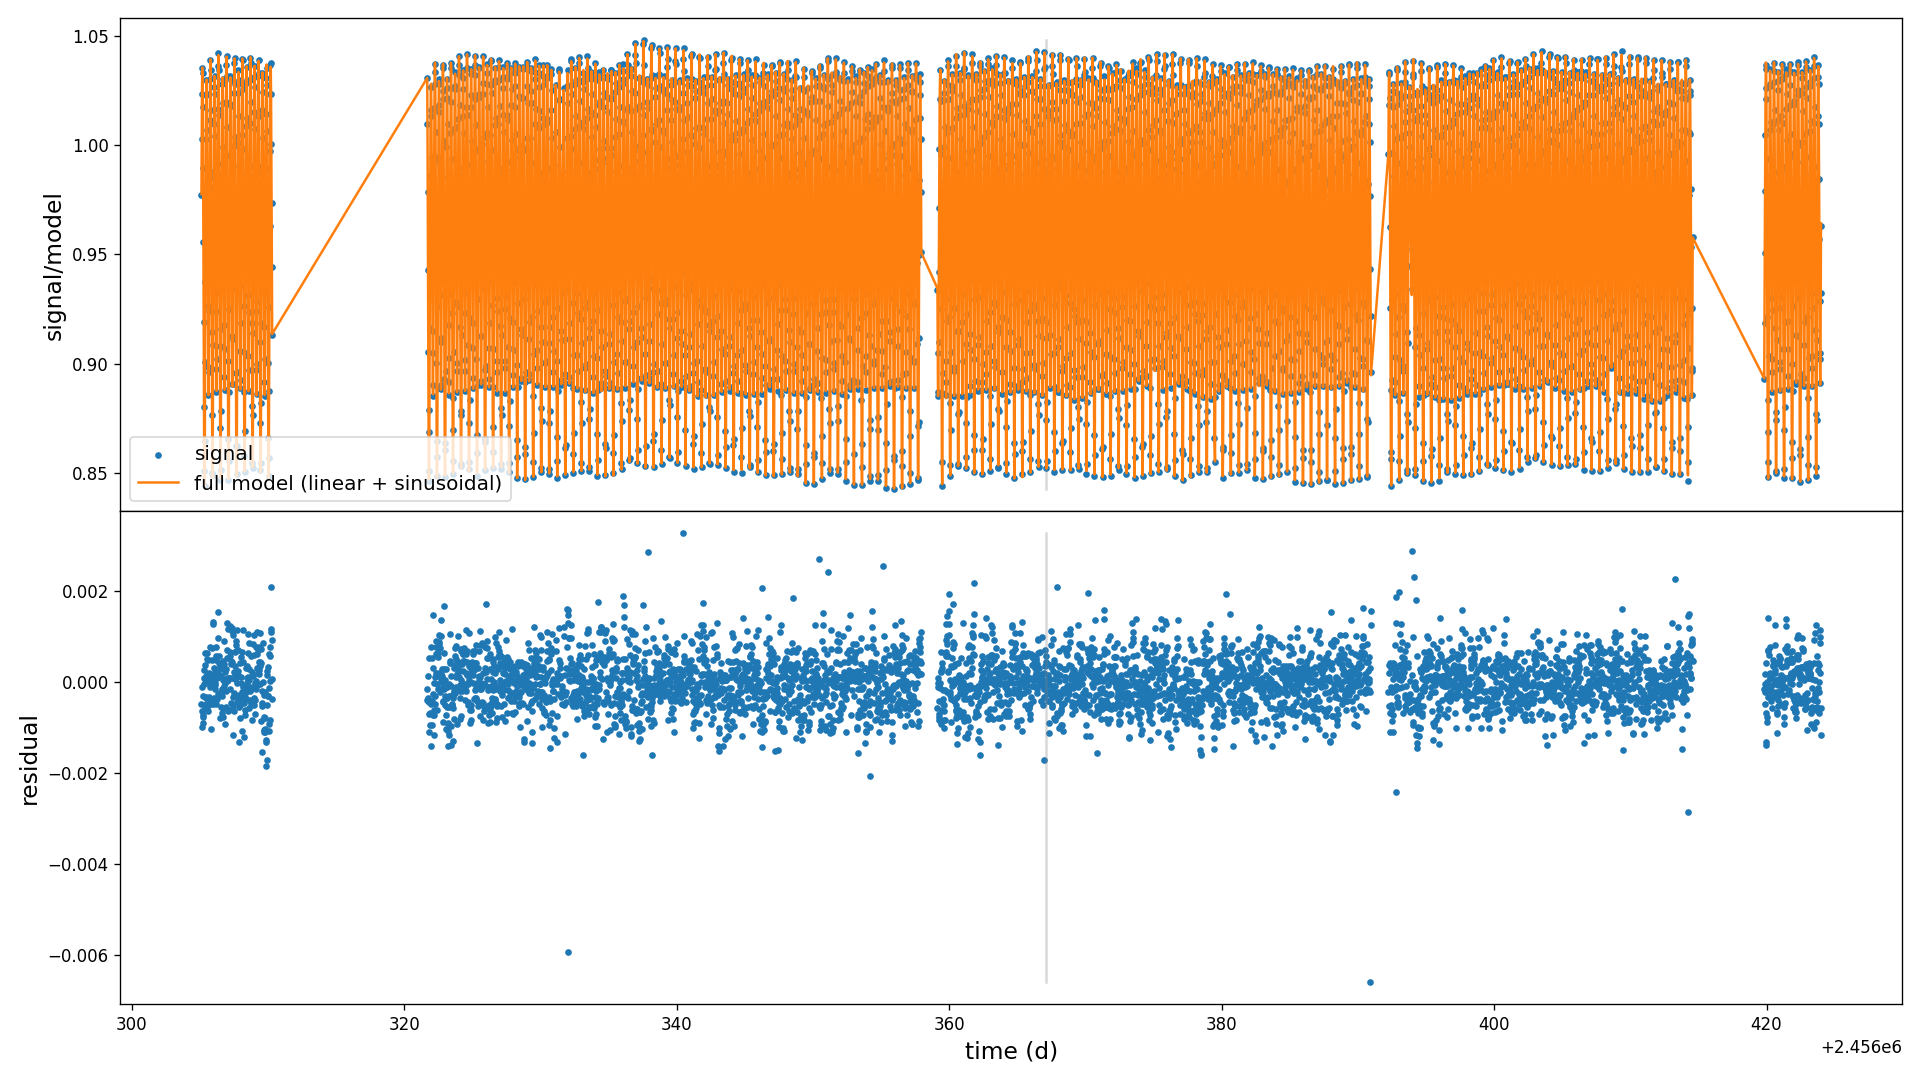 1.05
1.00
0.95
0.90
0.85
signal/model
signal
full model (linear + sinusoidal)
0.002
0.000
−0.002
−0.004
−0.006
residual
300
320
340
360
380
400
420
time (d)
+2.456e6